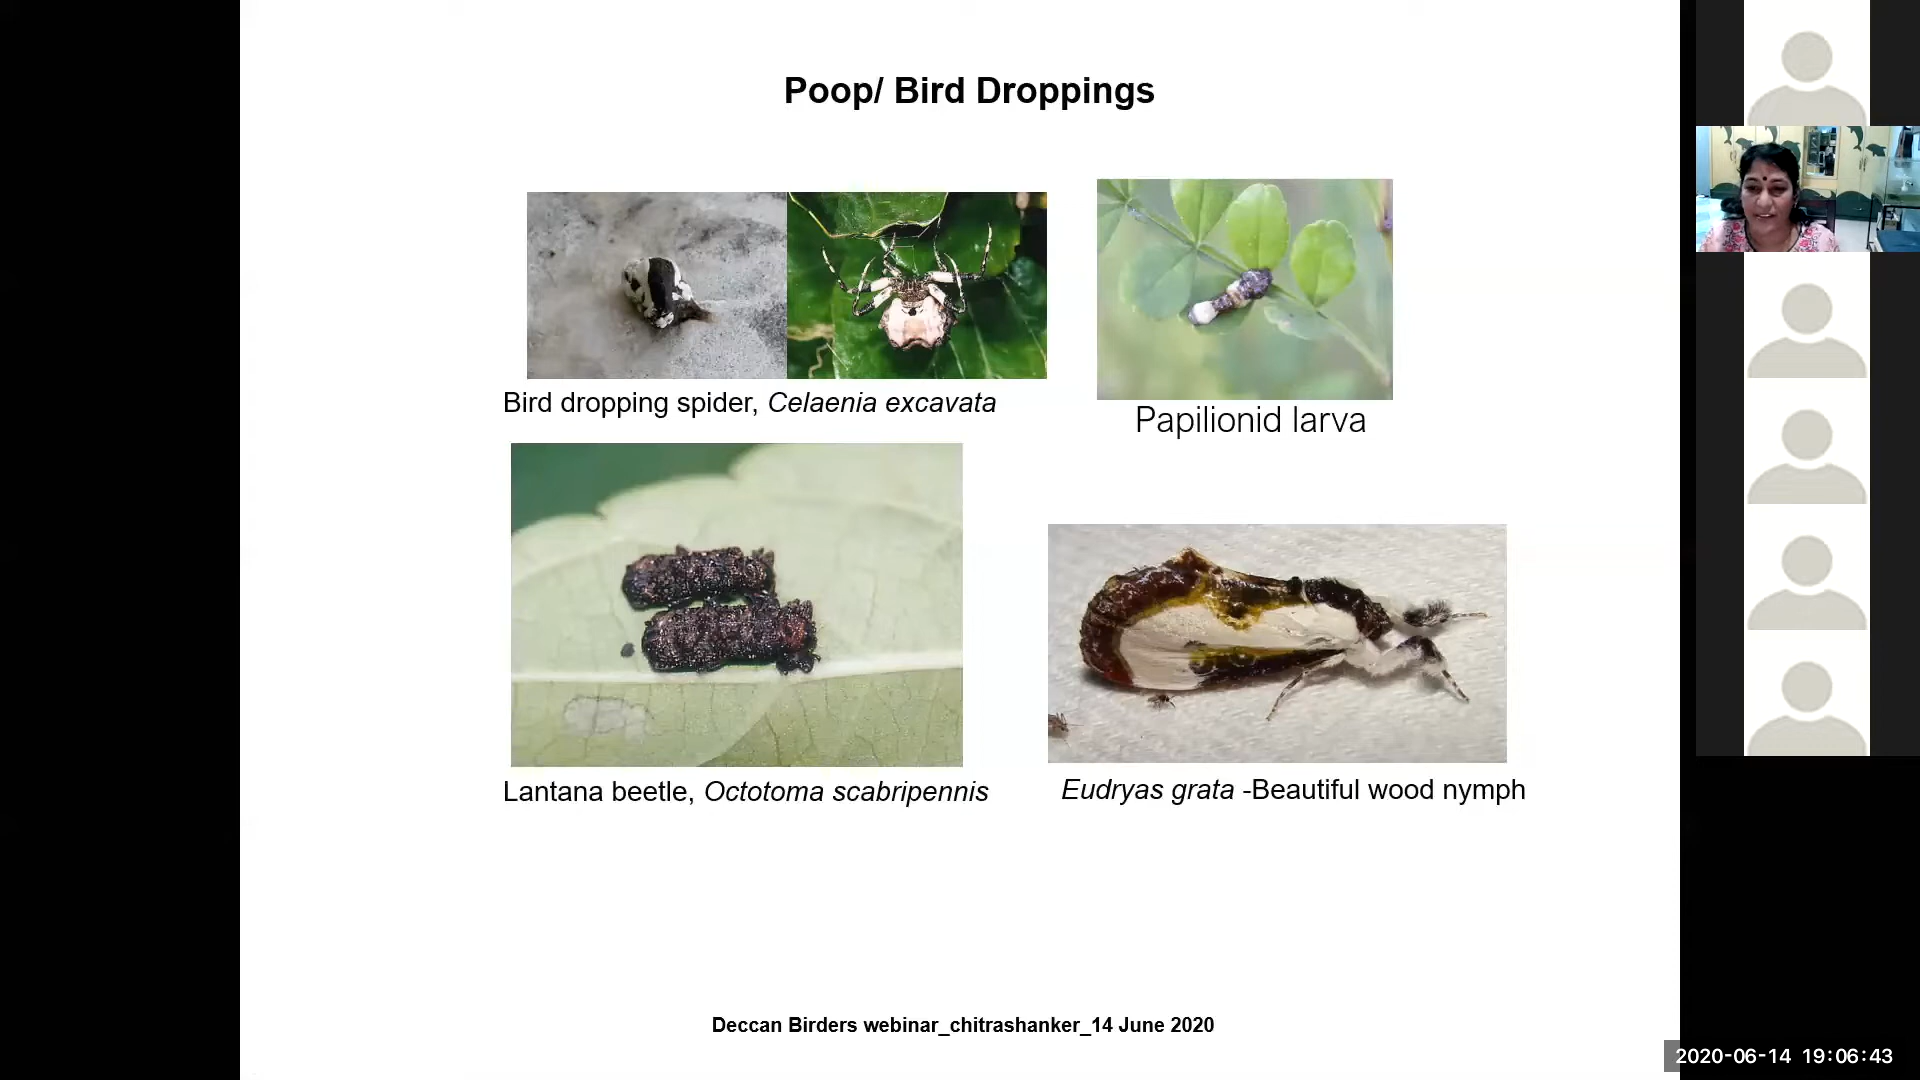 Poop/ Bird Droppings
Bird dropping spider, Celaenia excavata
Papilionid larva
Lantana beetle, Octotoma scabripennis
Eudryas grata -Beautiful wood nymph
Deccan Birders webinar_chitrashanker_14 June 2020
2020-06-14 19:06:43